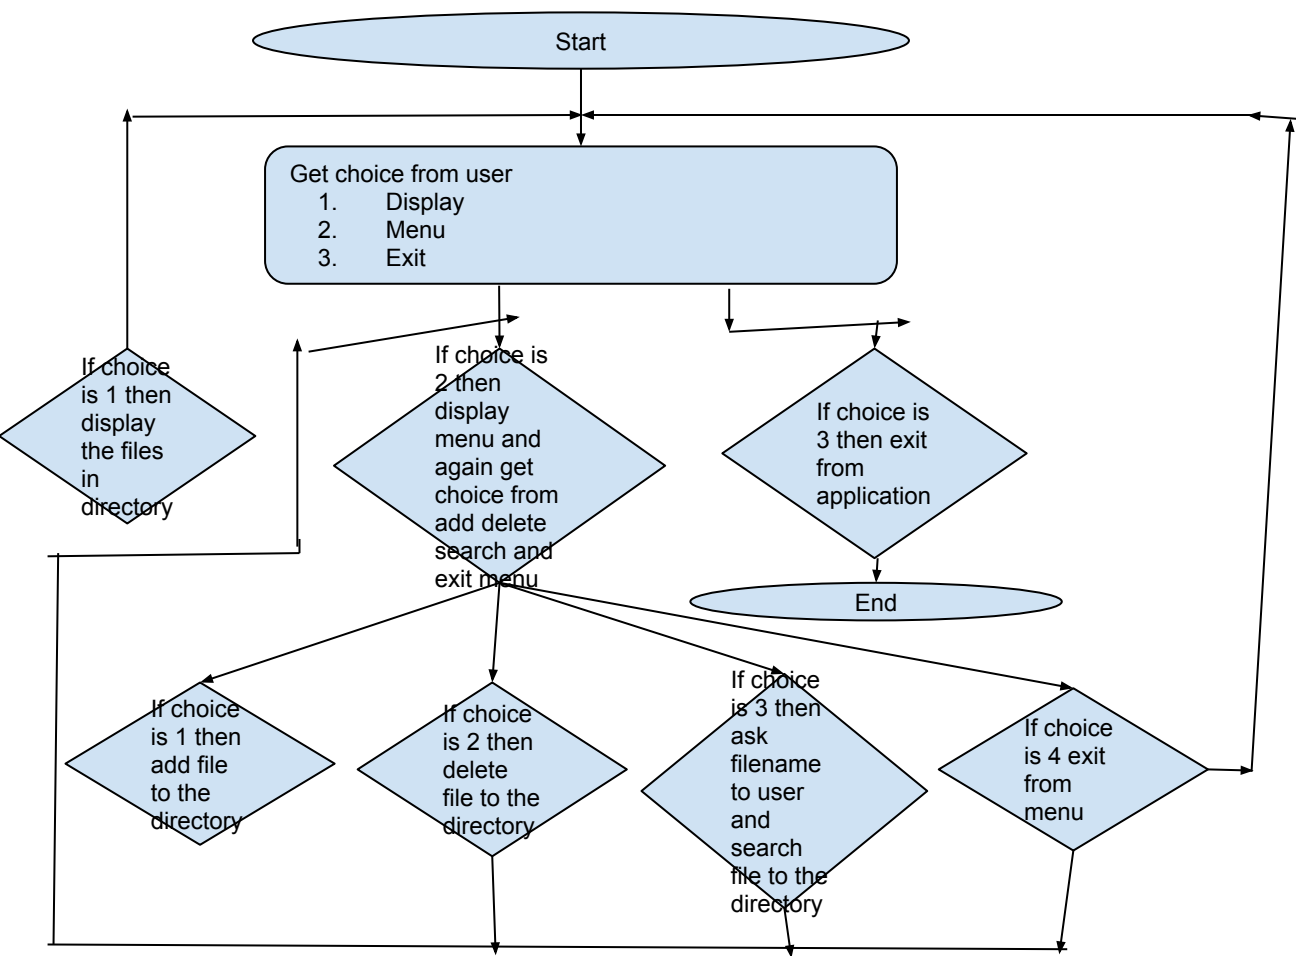 Start
Get choice from user
1. Display
2. Menu
3. Exit
If choice
is 1 then
display
the files
in
directory
If choice is
2 then
display
menu and
again get
choice from
add delete
search and
exit menu
If choice is
3 then exit
from
application
End
If choice
is 1 then
add file
to the
directory
If choice
is 2 then
delete
file to the
directory
If choice
is 3 then
ask
filename
to user
and
search
file to the
directory
If choice
is 4 exit
from
menu